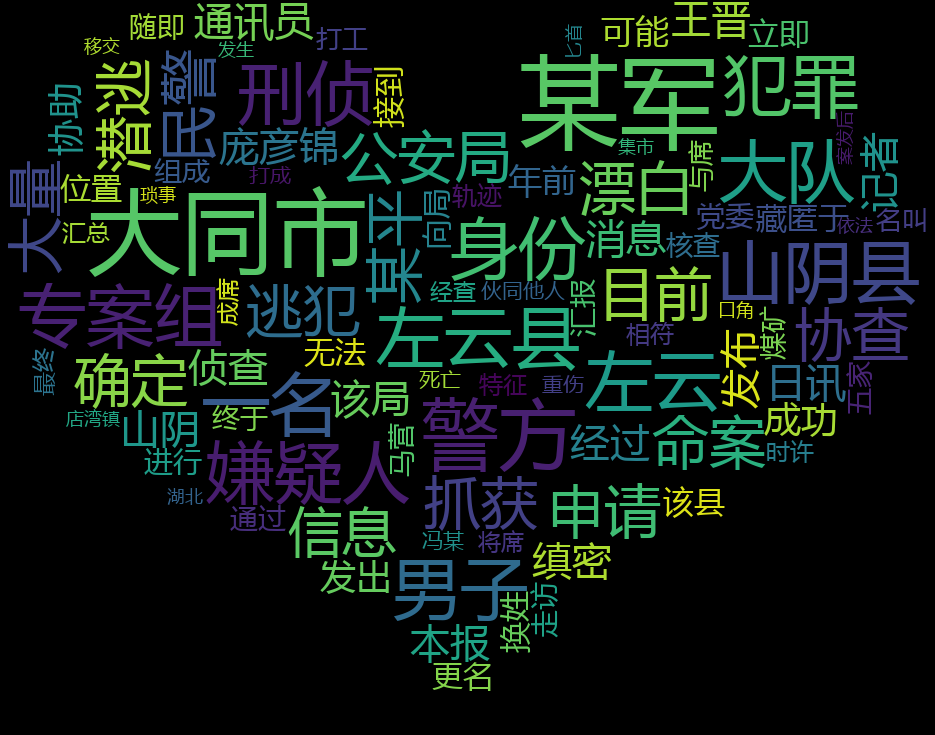 通讯员
王晋
随即
可能
立即
打工
匕首
移交
发生
潜逃
民警
刑侦
接到
某军
犯罪
协助
庞彦锦
公安局
集市
与席
大队
案发后
记者
组成
打成
大量
位置
琐事
轨迹
年前
漂白
党委
藏匿于
依法
名叫
汇总
大同市
某平
向局
身份
消息
核查
山阴县
专案组
成席
逃犯
经查
伙同他人
汇报
目前
口角
相符
煤矿
协查
左云县
无法
最终
确定
侦查
一名
该局
死亡
特征
重伤
左云
发布
日讯
五家
店湾镇
山阴
终于
警方
经过
命案
成功
时许
马营
进行
嫌疑人
湖北
抓获
申请
该县
通过
信息
冯某
将席
缜密
发出
男子
换姓
走访
本报
更名